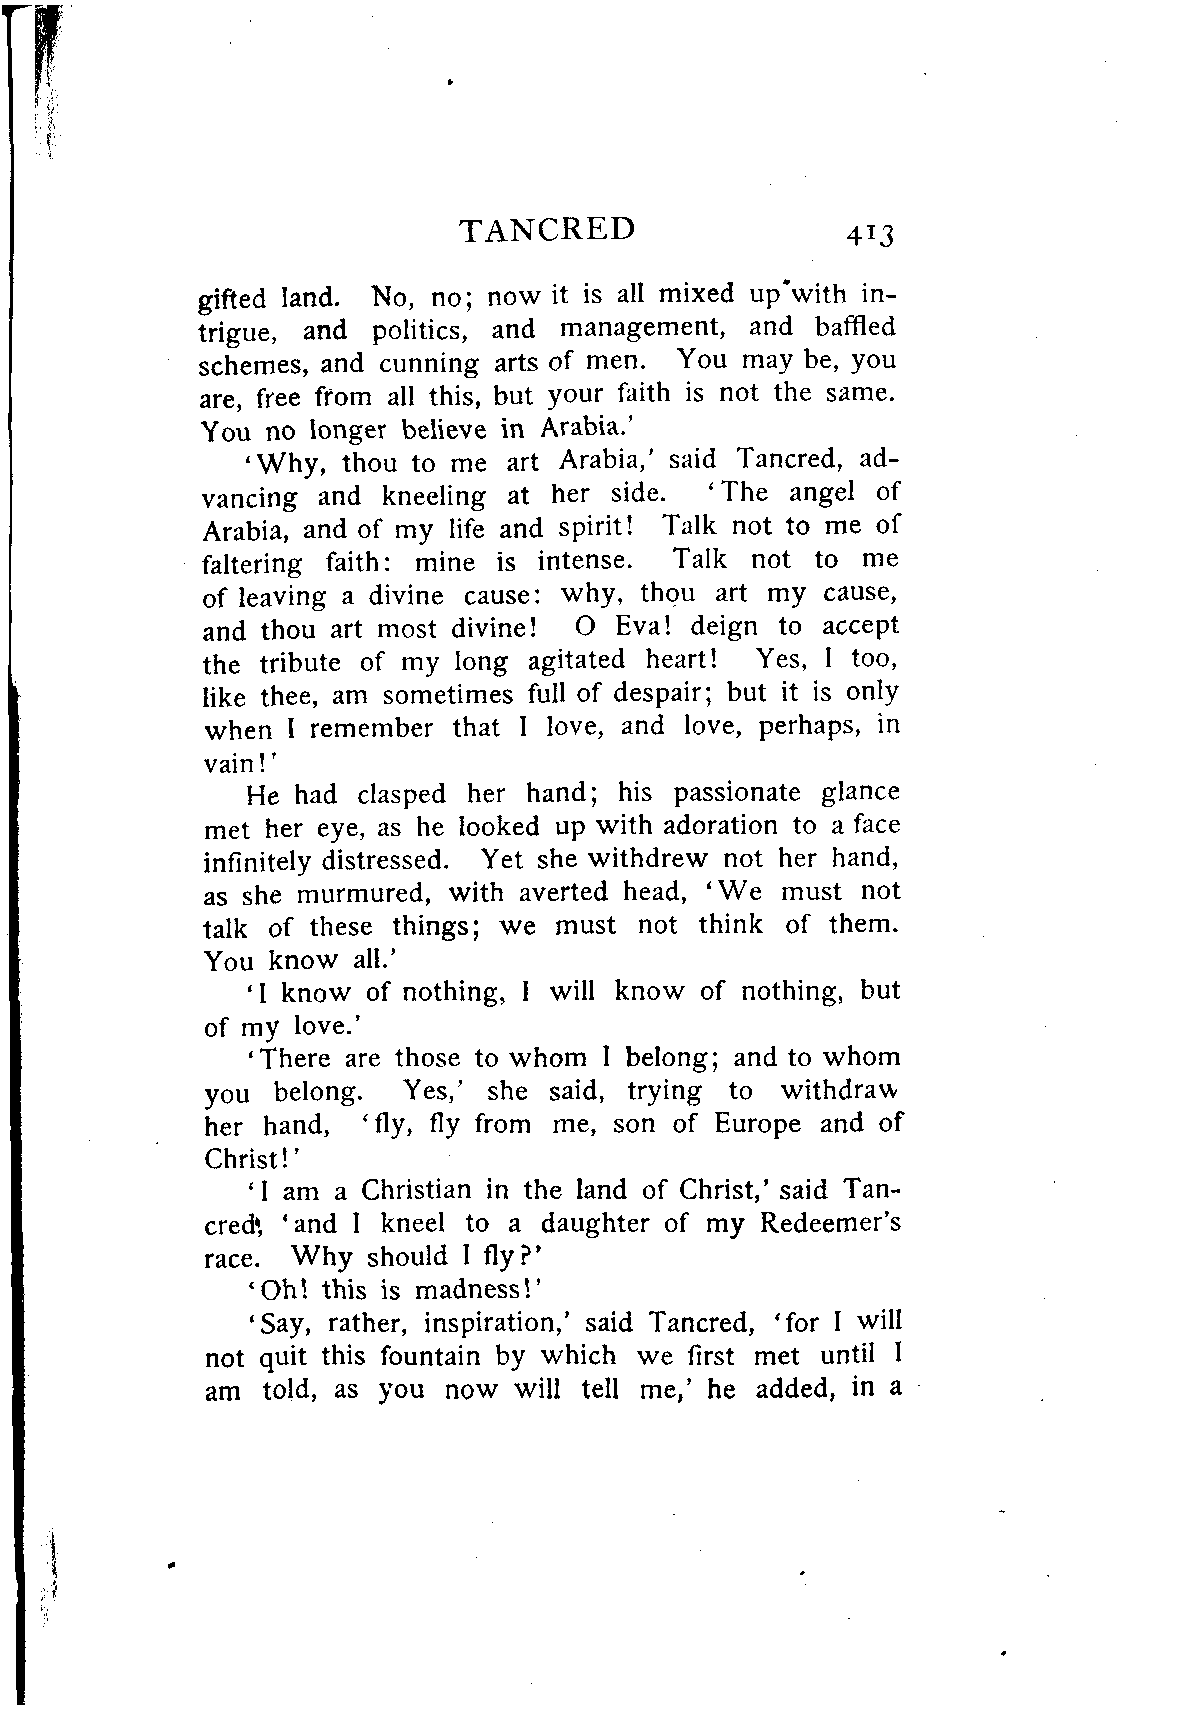 TANCRED 413
gifted land. No, no; now it is all mixed up with in-
trigue, and politics, and management, and baffled
schemes, and cunning arts of men. You may be, you
are, free from all this, but your faith is not the same.
You no longer believe in Arabia.'
'Why, thou to me art Arabia,' said Tancred, ad-
vancing and kneeling at her side. 'The angel of
Arabia, and of my life and spirit! Talk not to me of
faltering faith: mine is intense. Talk not to me
of leaving a divine cause: why, thou art my cause,
and thou art most divine! O Eva! deign to accept
the tribute of my long agitated heart! Yes, I too,
like thee, am sometimes full of despair; but it is only
when I remember that I love, and love, perhaps, in
vain!'
He had clasped her hand; his passionate glance
met her eye, as he looked up with adoration to a face
infinitely distressed. Yet she withdrew not her hand,
as she murmured, with averted head, 'We must not
talk of these things; we must not think of them.
You know all.'
'I know of nothing, I will know of nothing, but
of my love.'
'There are those to whom I belong; and to whom
you belong. Yes,' she said, trying to withdraw
her hand, 'fly, fly from me, son of Europe and of
Christ!'
'I am a Christian in the land of Christ,' said Tan-
cred, 'and I kneel to a daughter of my Redeemer's
race. Why should I fly?'
'Oh! this is madness!'
'Say, rather, inspiration,' said Tancred, 'for I will
not quit this fountain by which we first met until I
am told, as you now will tell me,' he added, in a